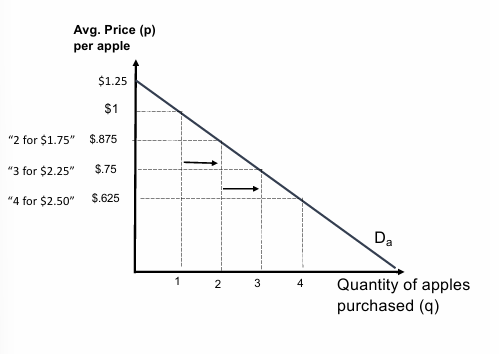 Avg. Price (p)
per apple
$1.25
$1
“2 for $1.75” $.875
“3 for $2.25” $.75
“4 for $2.50” $.625
Da
1 2 3 4
Quantity of apples
purchased (q)